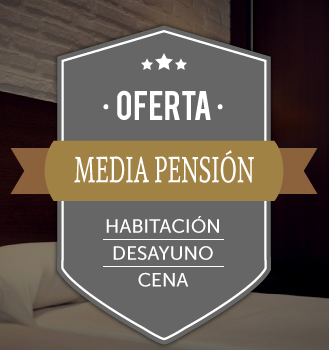 · OFERTA ·
MEDIA PENSIÓN
HABITACIÓN
DESAYUNO
CENA